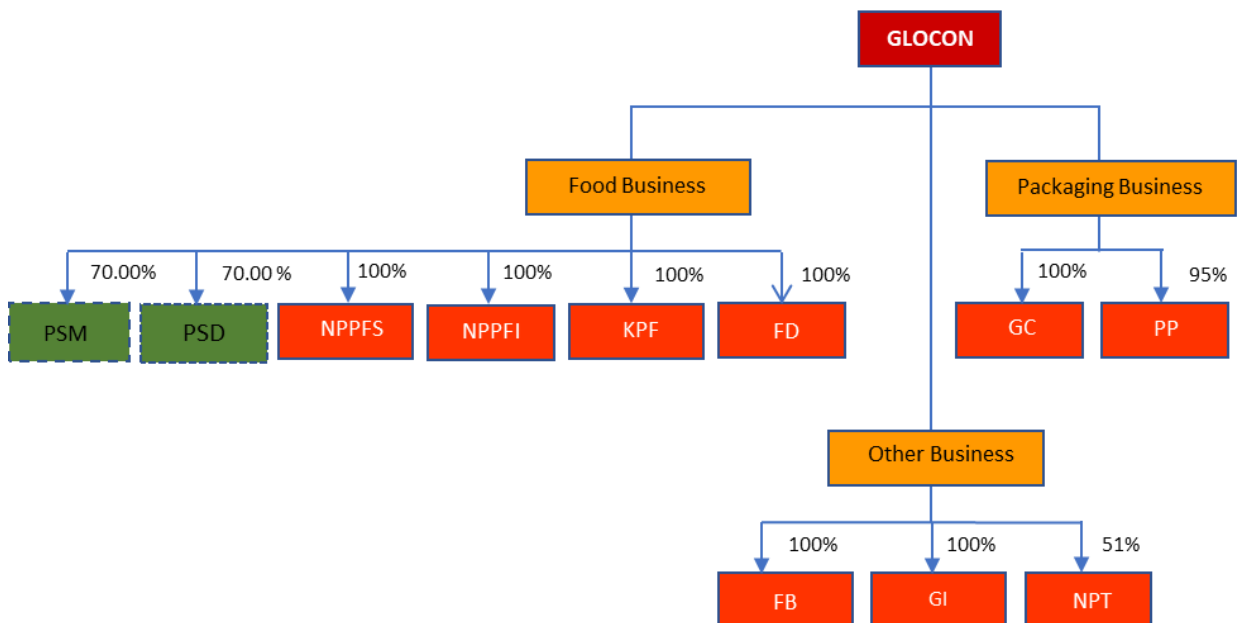 GLOCON
Food Business
Packaging Business
70.00%
70.00 %
100%
100%
100%
100%
100%
95%
PSM
PSD
NPPFS
NPPFI
KPF
FD
GC
PP
Other Business
100%
100%
51%
FB
GI
NPT